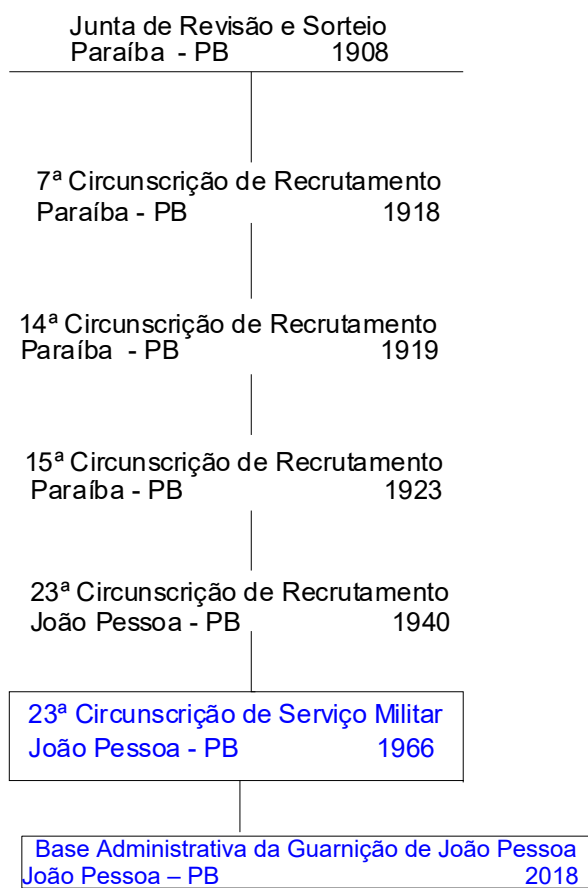 Junta de Revisão e Sorteio
Paraíba - PB 1908
7ª Circunscrição de Recrutamento
Paraíba - PB 1918
14ª Circunscrição de Recrutamento
Paraíba - PB 1919
15ª Circunscrição de Recrutamento
Paraíba - PB 1923
23ª Circunscrição de Recrutamento
João Pessoa - PB 1940
23ª Circunscrição de Serviço Militar
João Pessoa - PB 1966
Base Administrativa da Guarnição de João Pessoa
João Pessoa – PB 2018